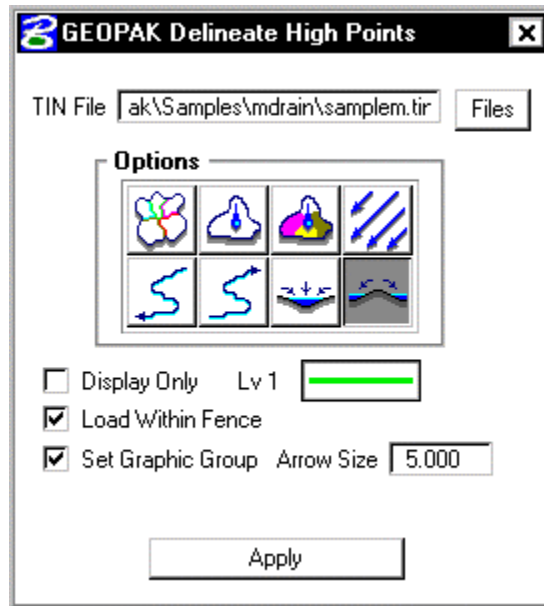 GEOPAK Delineate High Points
TIN File ak\Samples\mdrain\samplem.tin Files
Options
Display Only Lv 1
Load Within Fence
Set Graphic Group Arrow Size 5.000
Apply